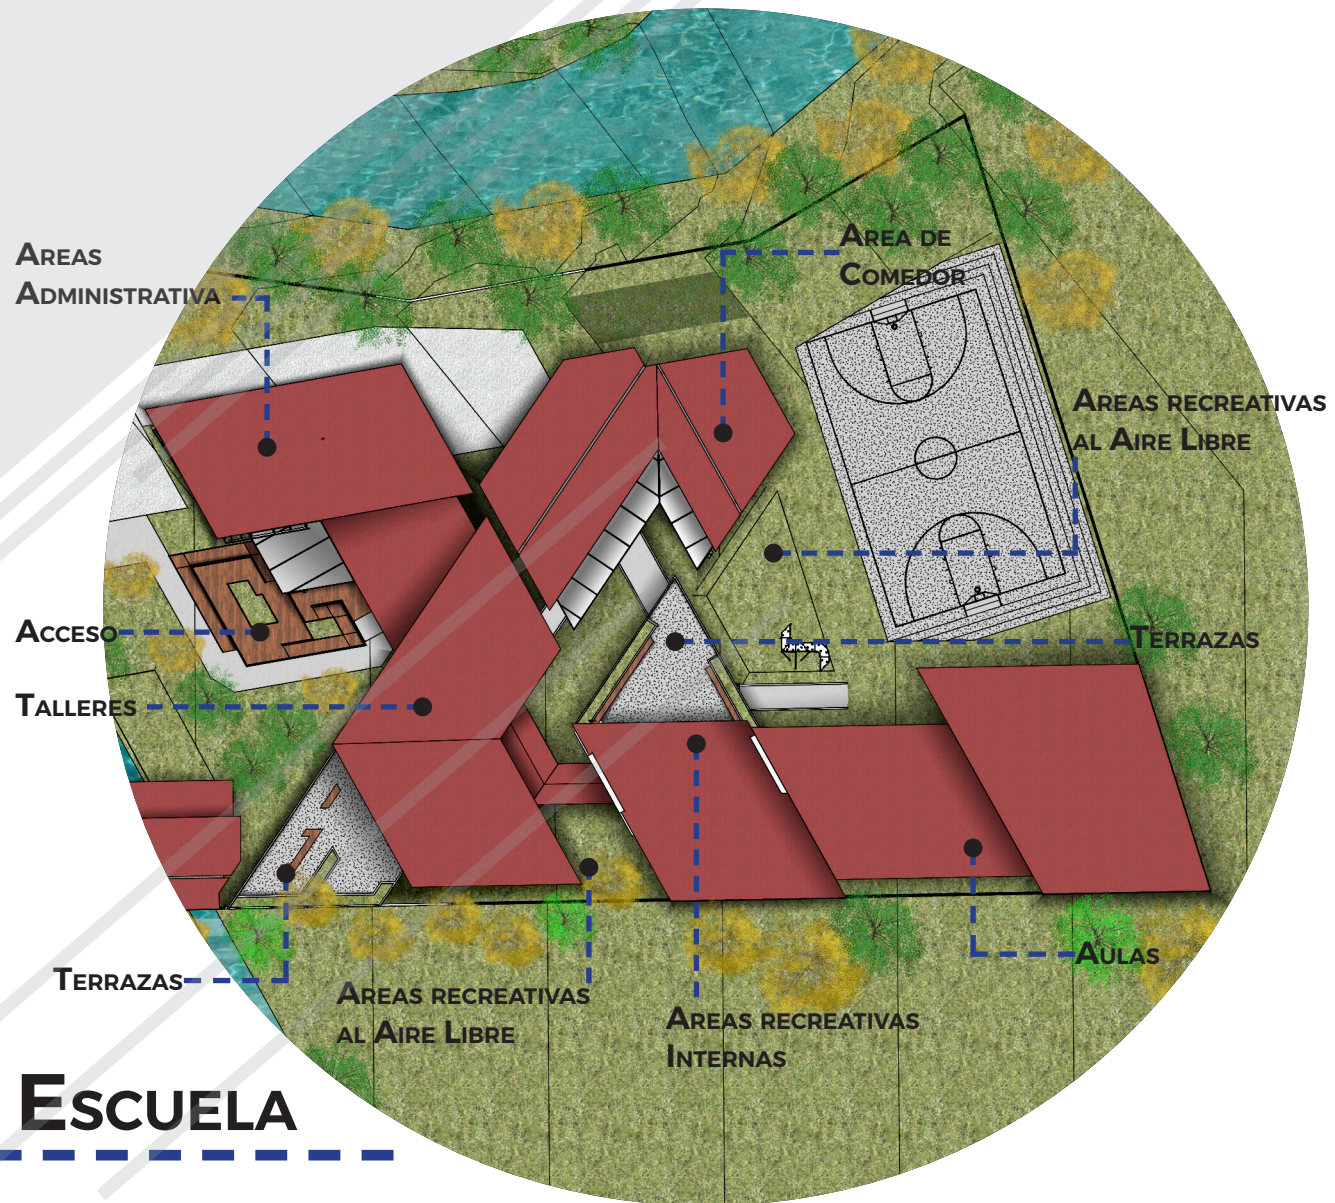 Areas
Administrativa
Area de
Comedor
Areas recreativas
al Aire Libre
Acceso
Terrazas
Talleres
Terrazas
Areas recreativas
al Aire Libre
Areas recreativas
Internas
Aulas
Escuela